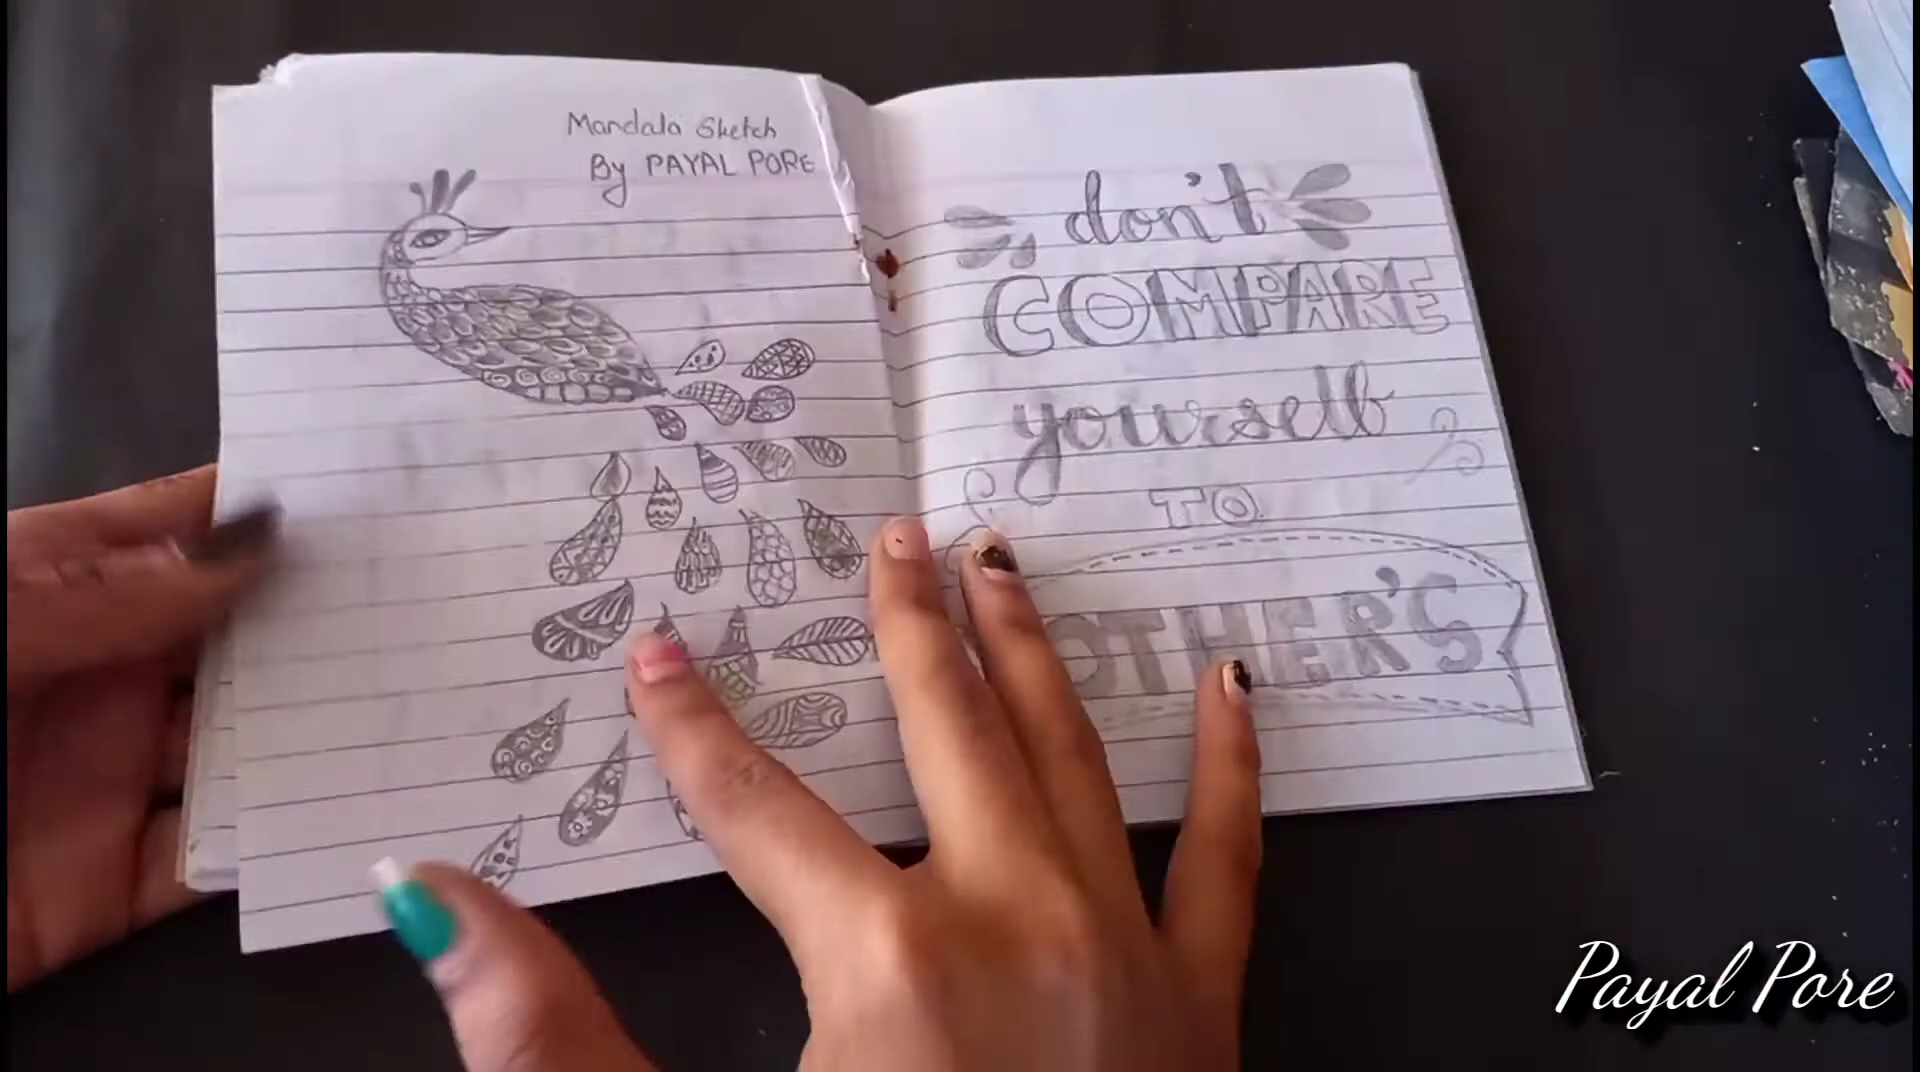 Mandala Sketch
By PAYAL PORE
don't
COMPARE
yourself
TO
OTHER'S
Payal Pore